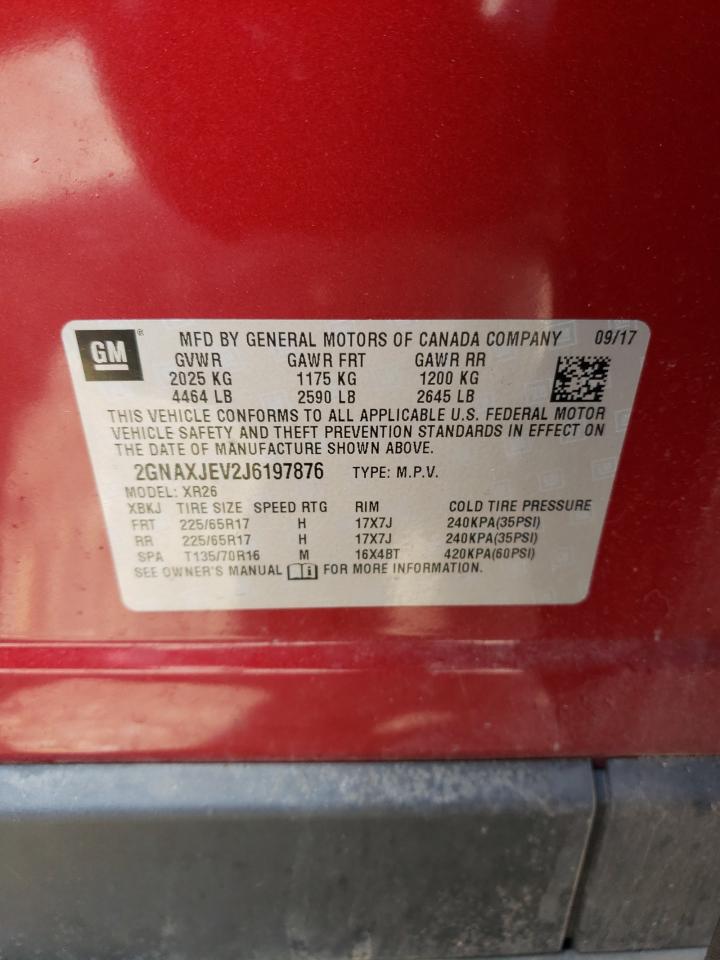 GM ® MFD BY GENERAL MOTORS OF CANADA COMPANY 09/17
GVWR GAWR FRT GAWR RR
2025 KG 1175 KG 1200 KG
4464 LB 2590 LB 2645 LB
THIS VEHICLE CONFORMS TO ALL APPLICABLE U.S. FEDERAL MOTOR
VEHICLE SAFETY AND THEFT PREVENTION STANDARDS IN EFFECT ON
THE DATE OF MANUFACTURE SHOWN ABOVE.
2GNAXJEV2J6197876 TYPE: M.P.V.
MODEL: XR26
XBKJ TIRE SIZE SPEED RTG RIM COLD TIRE PRESSURE
FRT 225/65R17 H 17X7J 240KPA(35PSI)
RR 225/65R17 H 17X7J 240KPA(35PSI)
SPA T135/70R16 M 16X4BT 420KPA(60PSI)
SEE OWNER'S MANUAL i FOR MORE INFORMATION.